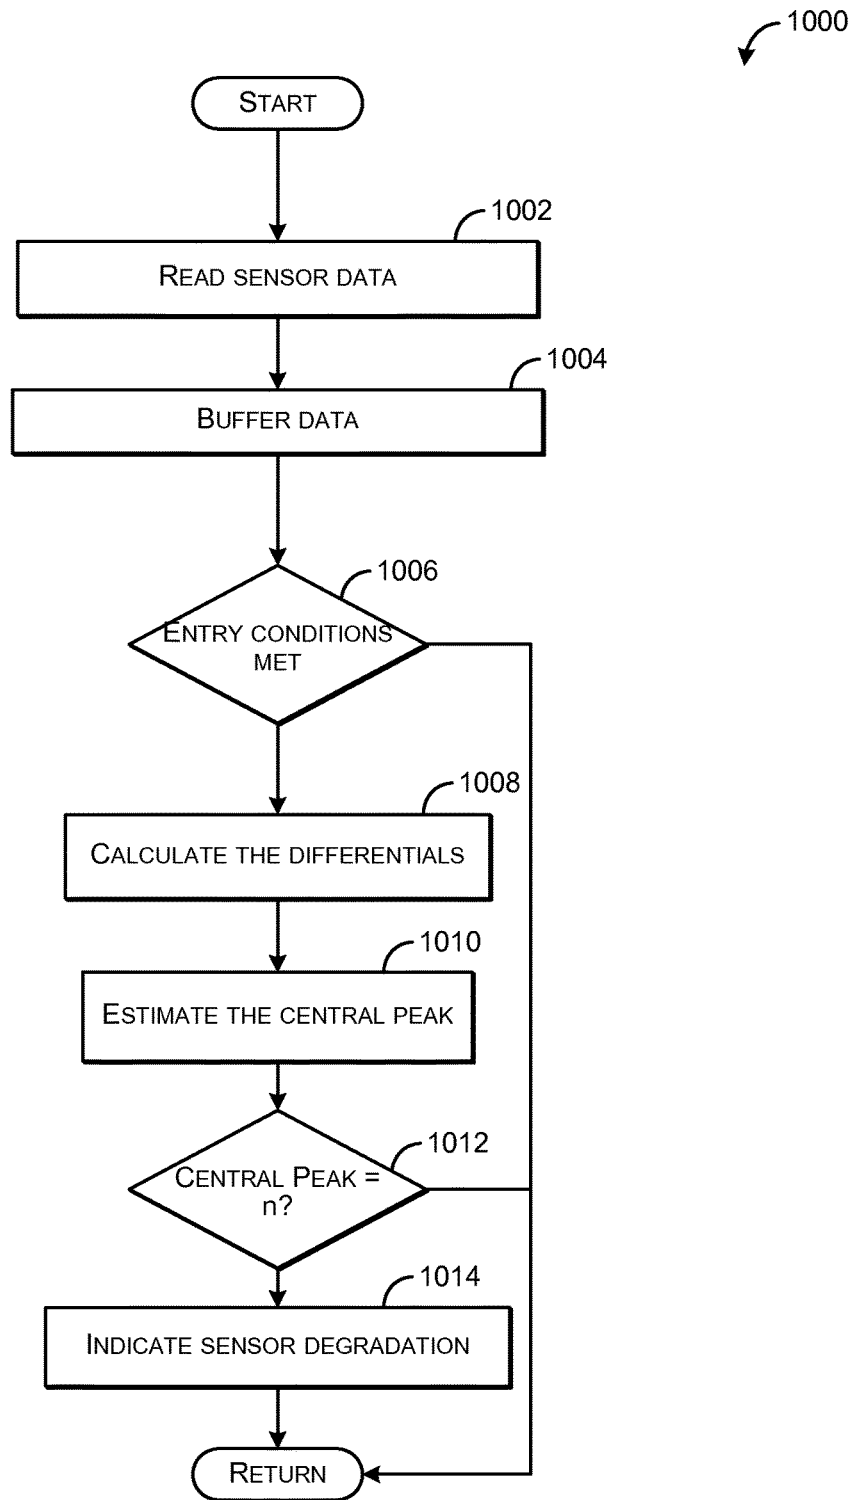 1000
START
1002
READ SENSOR DATA
1004
BUFFER DATA
1006
ENTRY CONDITIONS
MET
1008
CALCULATE THE DIFFERENTIALS
1010
ESTIMATE THE CENTRAL PEAK
1012
CENTRAL PEAK =
n?
1014
INDICATE SENSOR DEGRADATION
RETURN